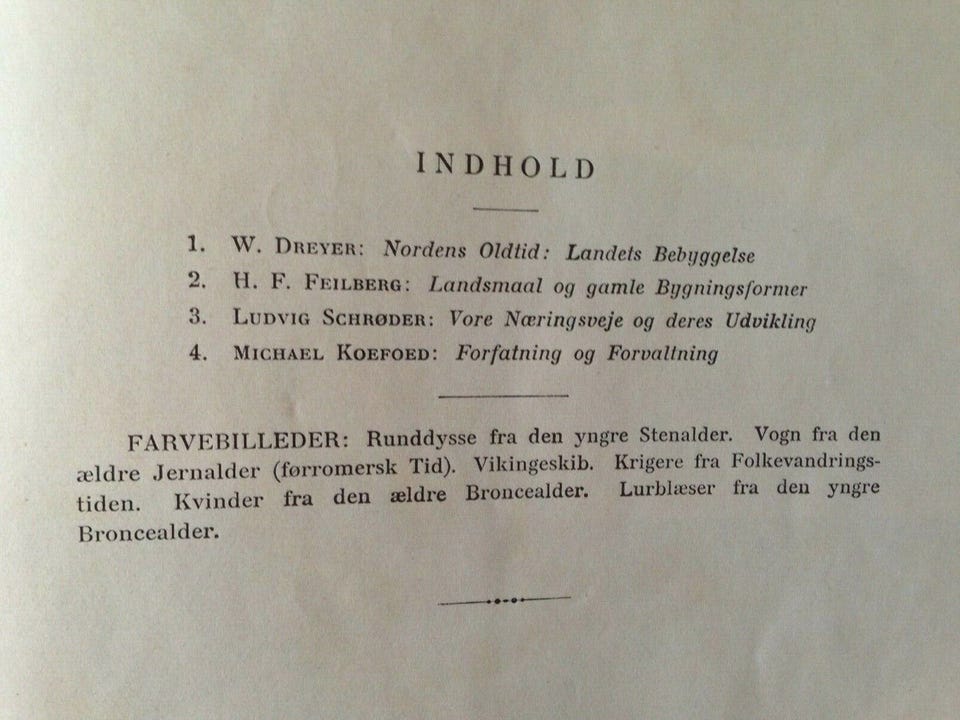 INDHOLD
1. W. DREYER: Nordens Oldtid: Landets Bebyggelse
2. H. F. FEILBERG: Landsmaal og gamle Bygningsformer
3. LUDVIG SCHRØDER: Vore Næringsveje og deres Udvikling
4. MICHAEL KOEFOED: Forfatning og Forvaltning
FARVEBILLEDER: Runddysse fra den yngre Stenalder. Vogn fra den
ældre Jernalder (førromersk Tid). Vikingeskib. Krigere fra Folkevandrings-
tiden. Kvinder fra den ældre Broncealder. Lurblæser fra den yngre
Broncealder.